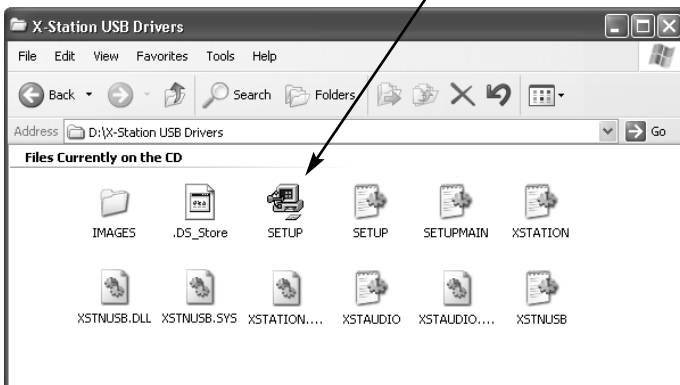 X-Station USB Drivers
File Edit View Favorites Tools Help
Back Search Folders
Address D:\X-Station USB Drivers Go
Files Currently on the CD
IMAGES .DS_Store SETUP SETUP SETUPMAIN XSTATION
XSTNUSB.DLL XSTNUSB.SYS XSTATION.... XSTAUDIO XSTAUDIO.... XSTNUSB